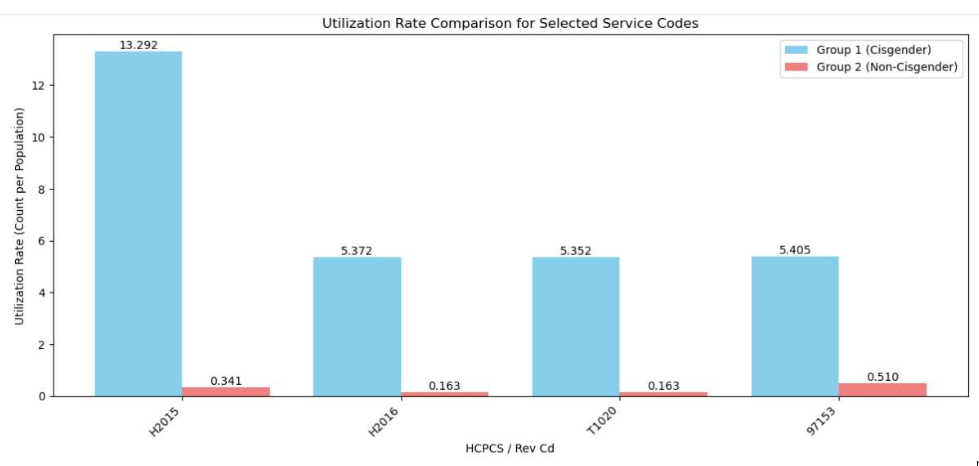 Utilization Rate Comparison for Selected Service Codes
Group 1 (Cisgender)
Group 2 (Non-Cisgender)
Utilization Rate (Count per Population)
12
10
8
6
4
2
0
13.292
0.341
5.372
0.163
5.352
0.163
5.405
0.510
H2015
H2016
T1020
97153
HCPCS / Rev Cd